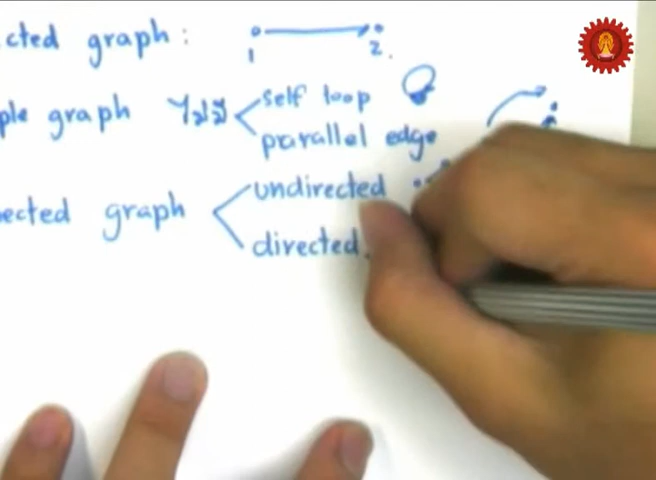 cted graph:
1 2.
ple graph ไม่มี self loop
parallel edge
ected graph undirected
directed